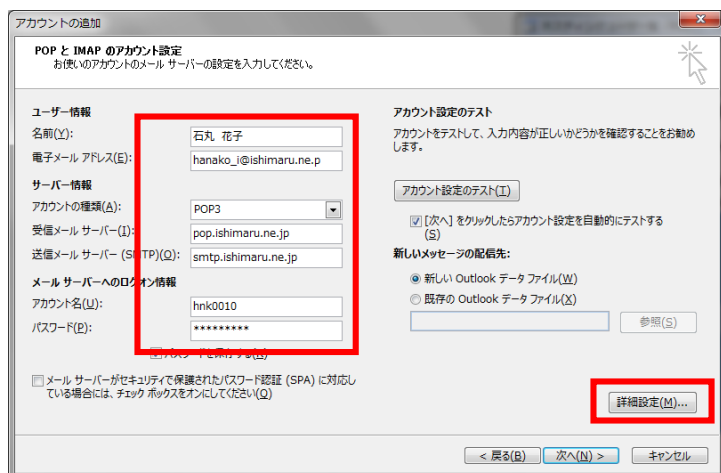 アカウントの追加
POP と IMAP のアカウント設定
お使いのアカウントのメール サーバーの設定を入力してください。
ユーザー情報
名前(Y):
石丸 花子
電子メール アドレス(E):
hanako_i@ishimaru.ne.p
サーバー情報
アカウントの種類(A):
POP3
受信メール サーバー(I):
pop.ishimaru.ne.jp
送信メール サーバー (SMTP)(O):
smtp.ishimaru.ne.jp
メール サーバーへのログオン情報
アカウント名(U):
hnk0010
パスワード(P):
*********
メール サーバーがセキュリティで保護されたパスワード認証 (SPA) に対応し
ている場合には、チェック ボックスをオンにしてください(Q)
アカウント設定のテスト
アカウントをテストして、入力内容が正しいかどうかを確認することをお勧め
します。
アカウント設定のテスト(T)
[次へ] をクリックしたらアカウント設定を自動的にテストする
(S)
新しいメッセージの配信先:
新しい Outlook データ ファイル(W)
既存の Outlook データ ファイル(X)
参照(S)
詳細設定(M)...
< 戻る(B)
次へ(N) >
キャンセル